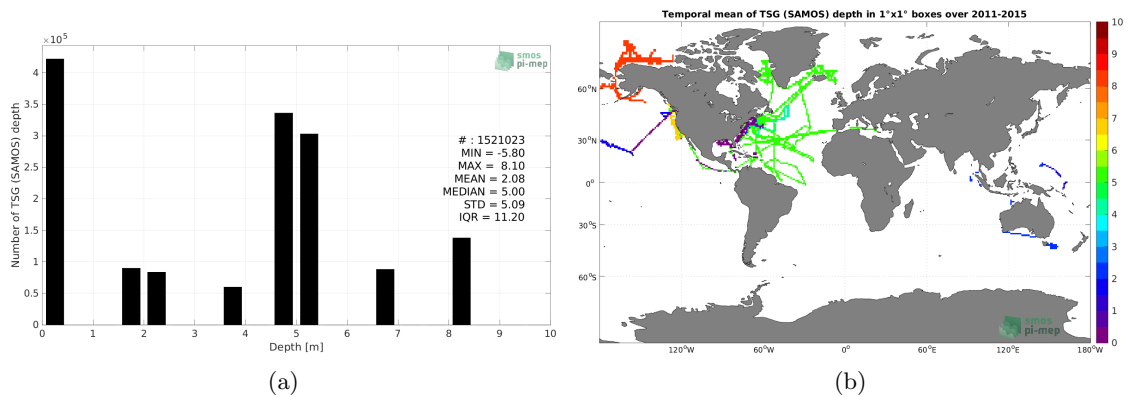 ×10⁵
4
3.5
3
2.5
2
1.5
1
0.5
0
Number of TSG (SAMOS) depth
smos
pi-mep
# : 1521023
MIN = -5.80
MAX = 8.10
MEAN = 2.08
MEDIAN = 5.00
STD = 5.09
IQR = 11.20
0 1 2 3 4 5 6 7 8 9 10
Depth [m]
(a)
Temporal mean of TSG (SAMOS) depth in 1°x1° boxes over 2011-2015
60°N
30°N
0°
30°S
60°S
120°W 60°W 0° 60°E 120°E 180°W
smos
pi-mep
10
9
8
7
6
5
4
3
2
1
0
(b)